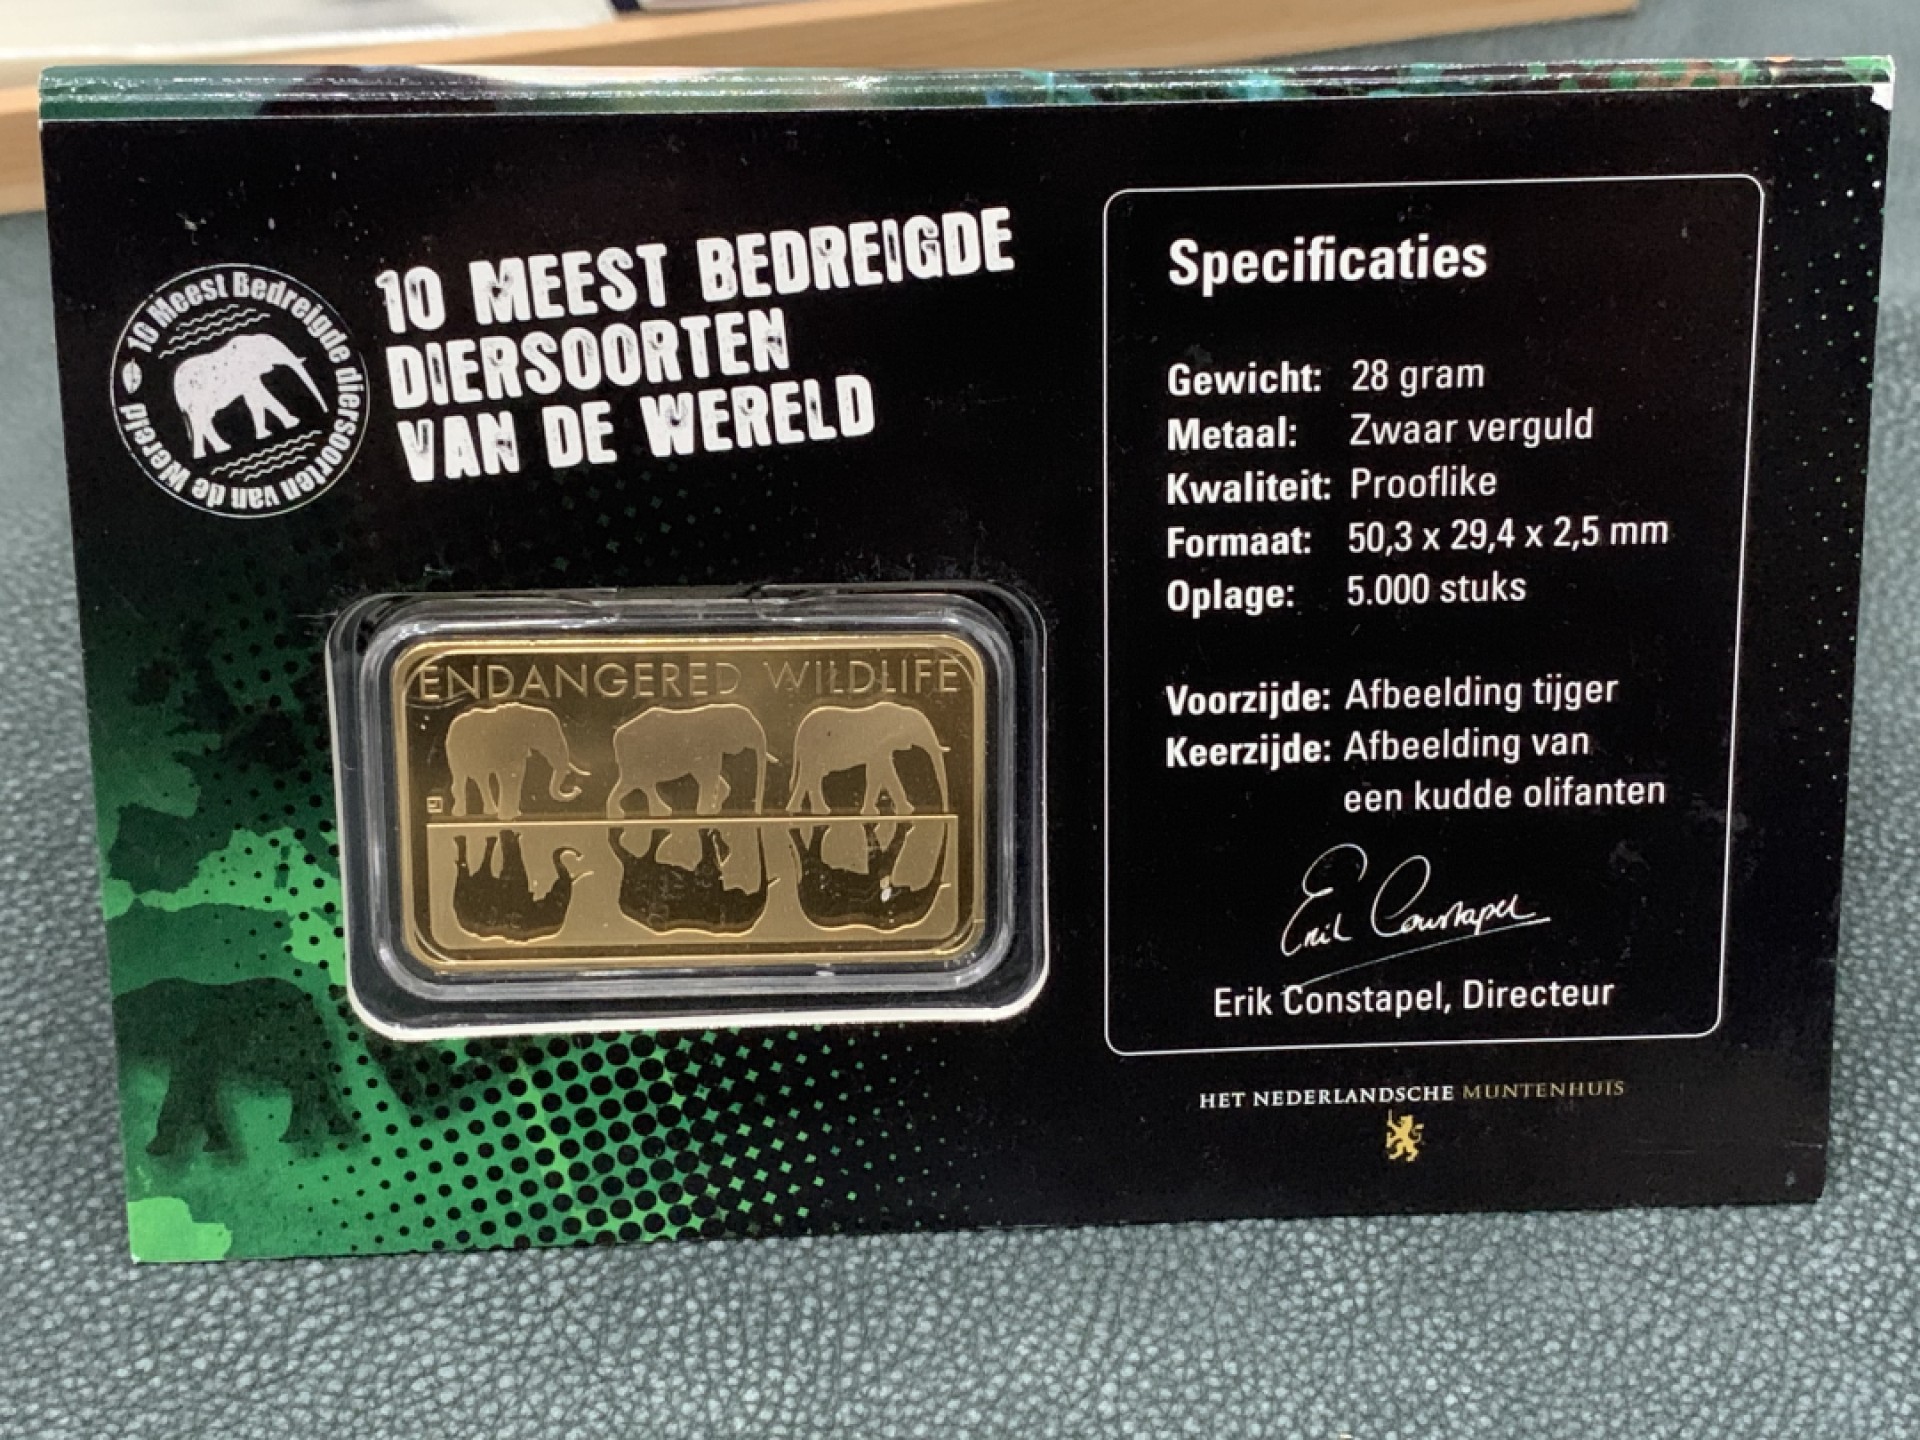 10 Meest Bedreigde diersoorten van de Wereld
10 MEEST BEDREIGDE
DIERSOORTEN
VAN DE WERELD
ENDANGERED WILDLIFE
Specificaties
Gewicht: 28 gram
Metaal: Zwaar verguld
Kwaliteit: Prooflike
Formaat: 50,3 x 29,4 x 2,5 mm
Oplage: 5.000 stuks
Voorzijde: Afbeelding tijger
Keerzijde: Afbeelding van
een kudde olifanten
Erik Constapel
Erik Constapel, Directeur
HET NEDERLANDSCHE MUNTENHUIS